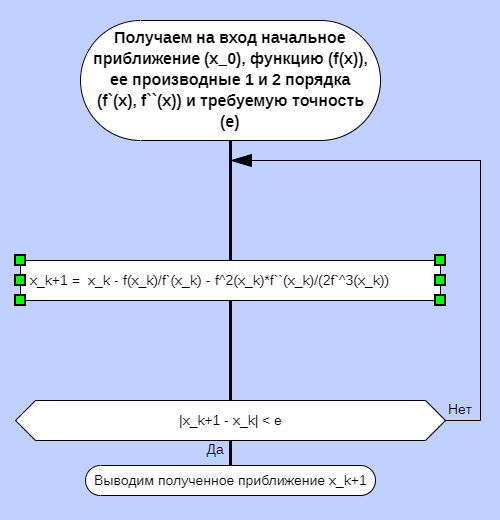 Получаем на вход начальное
приближение (x_0), функцию (f(x)),
ее производные 1 и 2 порядка
(f`(x), f``(x)) и требуемую точность
(e)
x_k+1 =  x_k - f(x_k)/f`(x_k) - f^2(x_k)*f``(x_k)/(2f`^3(x_k))
|x_k+1 - x_k| < e
Нет
Да
Выводим полученное приближение x_k+1